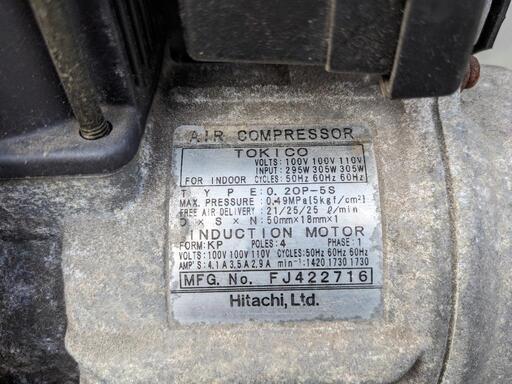 AIR COMPRESSOR
TOKICO
VOLTS: 100V 100V 110V
INPUT: 295W 305W 305W
FOR INDOOR CYCLES: 50Hz 60Hz 60Hz
TYPE: 0.2OP-5S
MAX. PRESSURE : 0.49MPa[5kgf/cm²]
FREE AIR DELIVERY : 21/25/25 ℓ/min
D×S×N: 50mm×18mm×1
INDUCTION MOTOR
FORM: KP POLES: 4 PHASE: 1
VOLTS: 100V 100V 110V CYCLES: 50Hz 60Hz 60Hz
AMP'S: 4.1A 3.5A 2.9A min⁻¹: 1420 1730 1730
MFG. No. FJ422716
Hitachi, Ltd.